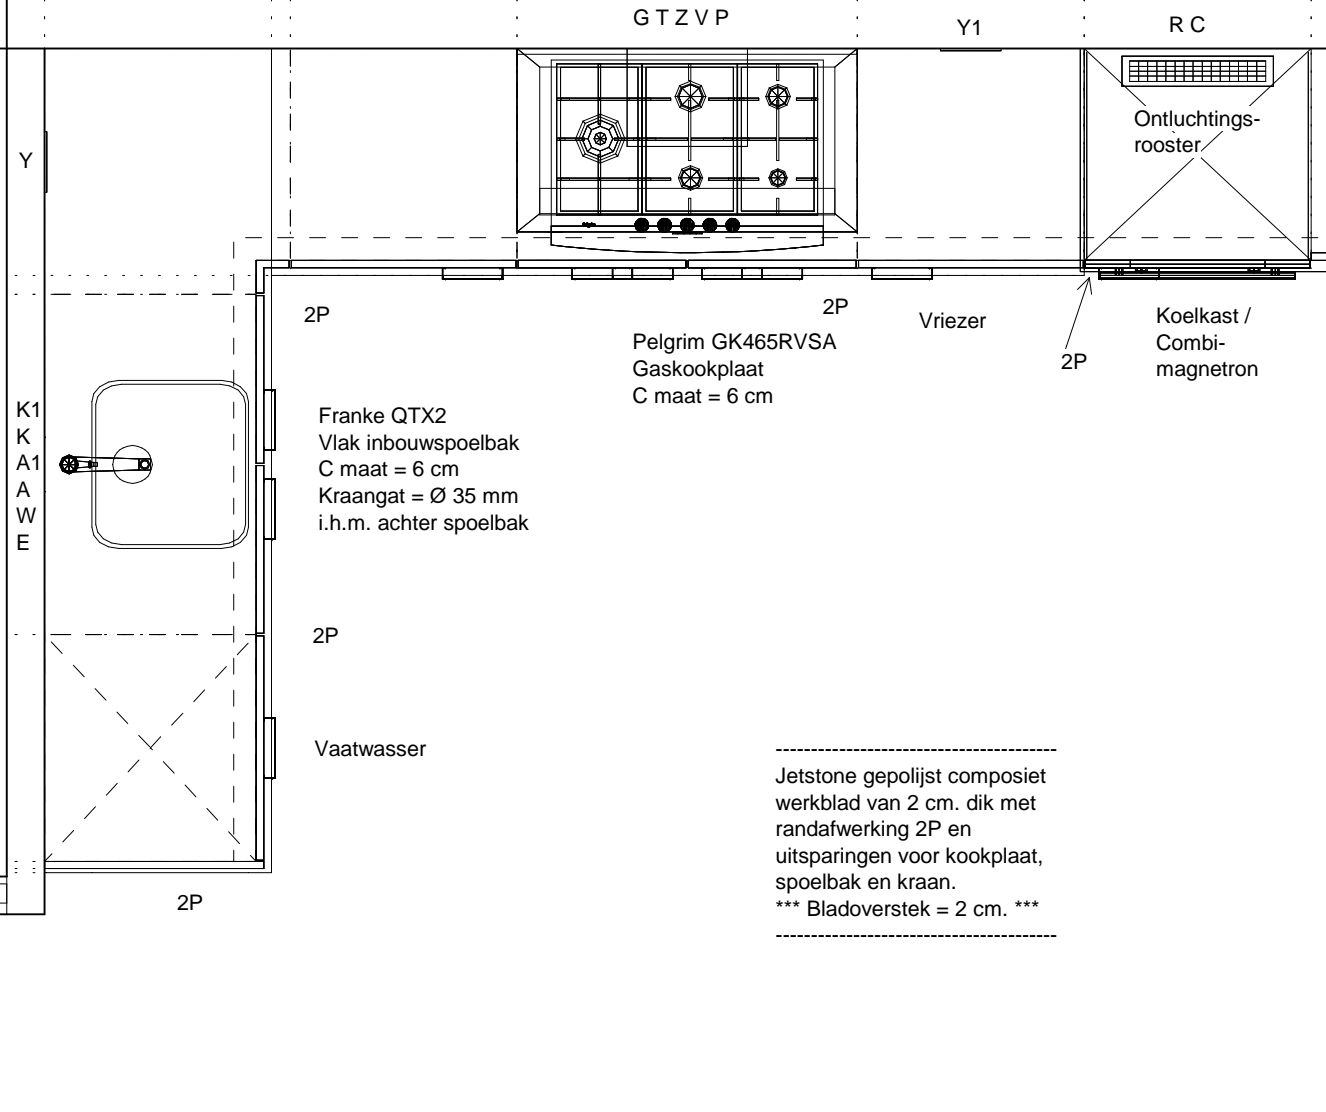 G T Z V P
Y1
R C
Ontluchtings-
rooster
Y
2P
2P
Vriezer
2P
Koelkast /
Combi-
magnetron
Pelgrim GK465RVSA
Gaskookplaat
C maat = 6 cm
K1
K
A1
A
W
E
Franke QTX2
Vlak inbouwspoelbak
C maat = 6 cm
Kraangat = Ø 35 mm
i.h.m. achter spoelbak
2P
Vaatwasser
2P
----------------------------------------
Jetstone gepolijst composiet
werkblad van 2 cm. dik met
randafwerking 2P en
uitsparingen voor kookplaat,
spoelbak en kraan.
*** Bladoverstek = 2 cm. ***
----------------------------------------